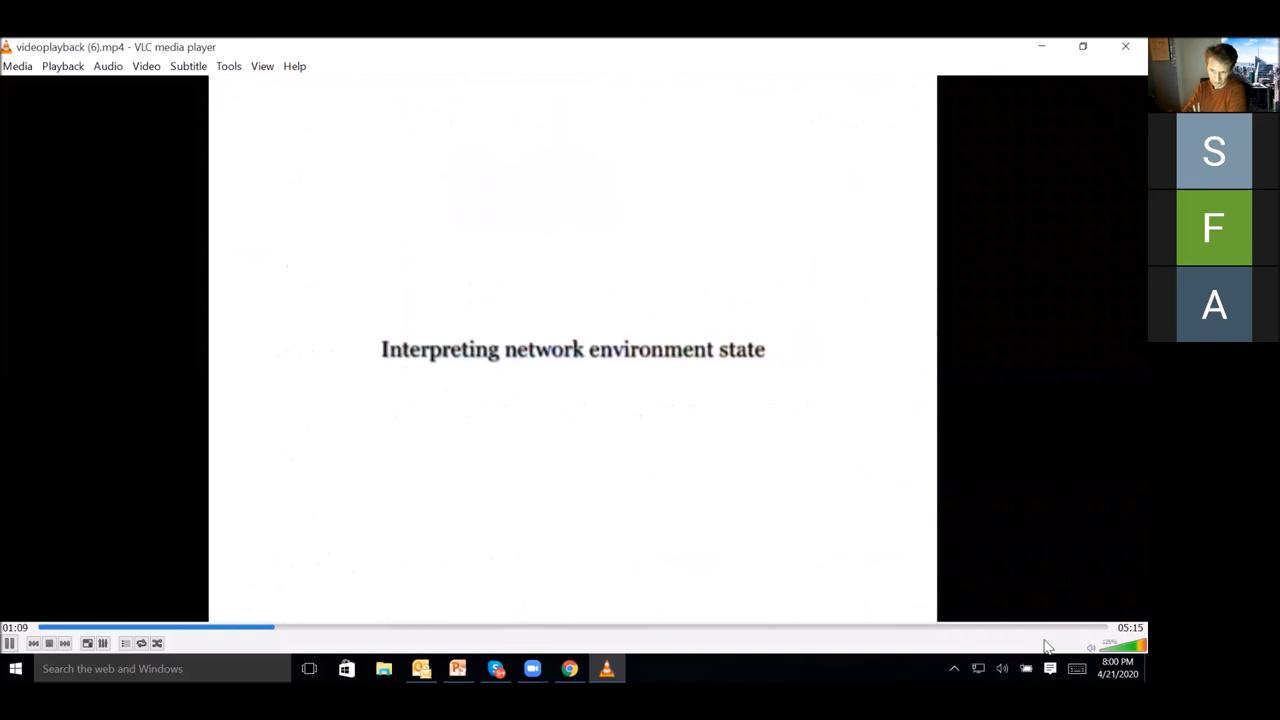 videoplayback (6).mp4 - VLC media player
Media Playback Audio Video Subtitle Tools View Help
S
F
A
Interpreting network environment state
01:09
05:15
125%
Search the web and Windows
8:00 PM
4/21/2020